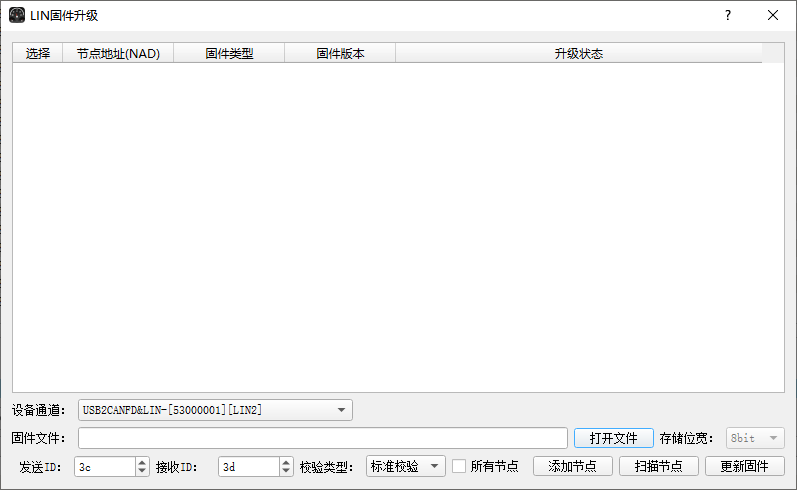 LIN固件升级
选择 节点地址(NAD) 固件类型 固件版本 升级状态
设备通道： USB2CANFD&LIN-[53000001][LIN2]
固件文件： 打开文件 存储位宽： 8bit
发送ID： 3c 接收ID： 3d 校验类型： 标准校验 所有节点 添加节点 扫描节点 更新固件